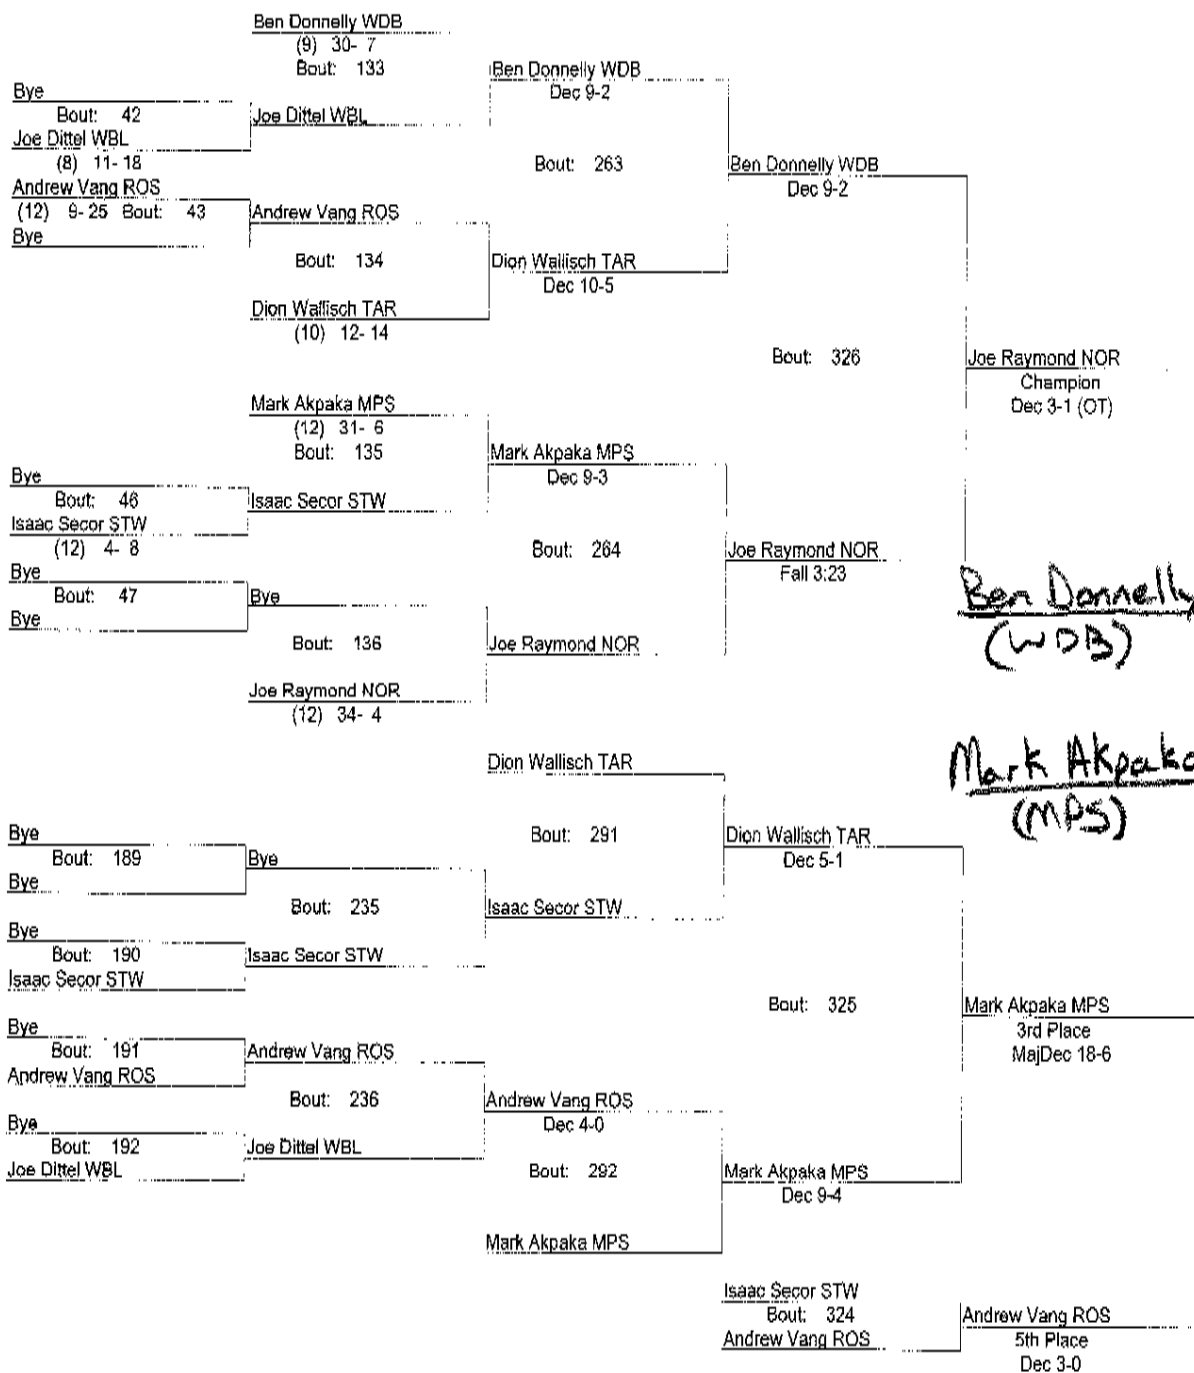 Ben Donnelly WDB
(9) 30- 7
Bout: 133
Ben Donnelly WDB
Dec 9-2
Bye
Bout: 42
Joe Dittel WBL
Joe Dittel WBL
(8) 11- 18
Bout: 263
Ben Donnelly WDB
Dec 9-2
Andrew Vang ROS
(12) 9- 25 Bout: 43
Andrew Vang ROS
Bye
Bout: 134
Dion Wallisch TAR
Dec 10-5
Dion Wallisch TAR
(10) 12- 14
Bout: 326
Joe Raymond NOR
Champion
Dec 3-1 (OT)
Mark Akpaka MPS
(12) 31- 6
Bout: 135
Mark Akpaka MPS
Dec 9-3
Bye
Bout: 46
Isaac Secor STW
Isaac Secor STW
(12) 4- 8
Bout: 264
Joe Raymond NOR
Fall 3:23
Bye
Bout: 47
Bye
Bye
Bout: 136
Joe Raymond NOR
Joe Raymond NOR
(12) 34- 4
Ben Donnelly
(WDB)
Mark Akpaka
(MPS)
Dion Wallisch TAR
Bout: 291
Dion Wallisch TAR
Dec 5-1
Bye
Bout: 189
Bye
Bye
Bout: 235
Isaac Secor STW
Bye
Bout: 190
Isaac Secor STW
Isaac Secor STW
Bout: 325
Mark Akpaka MPS
3rd Place
MajDec 18-6
Bye
Bout: 191
Andrew Vang ROS
Andrew Vang ROS
Bout: 236
Andrew Vang ROS
Dec 4-0
Bye
Bout: 192
Joe Dittel WBL
Joe Dittel WBL
Bout: 292
Mark Akpaka MPS
Dec 9-4
Mark Akpaka MPS
Isaac Secor STW
Bout: 324
Andrew Vang ROS
Andrew Vang ROS
5th Place
Dec 3-0